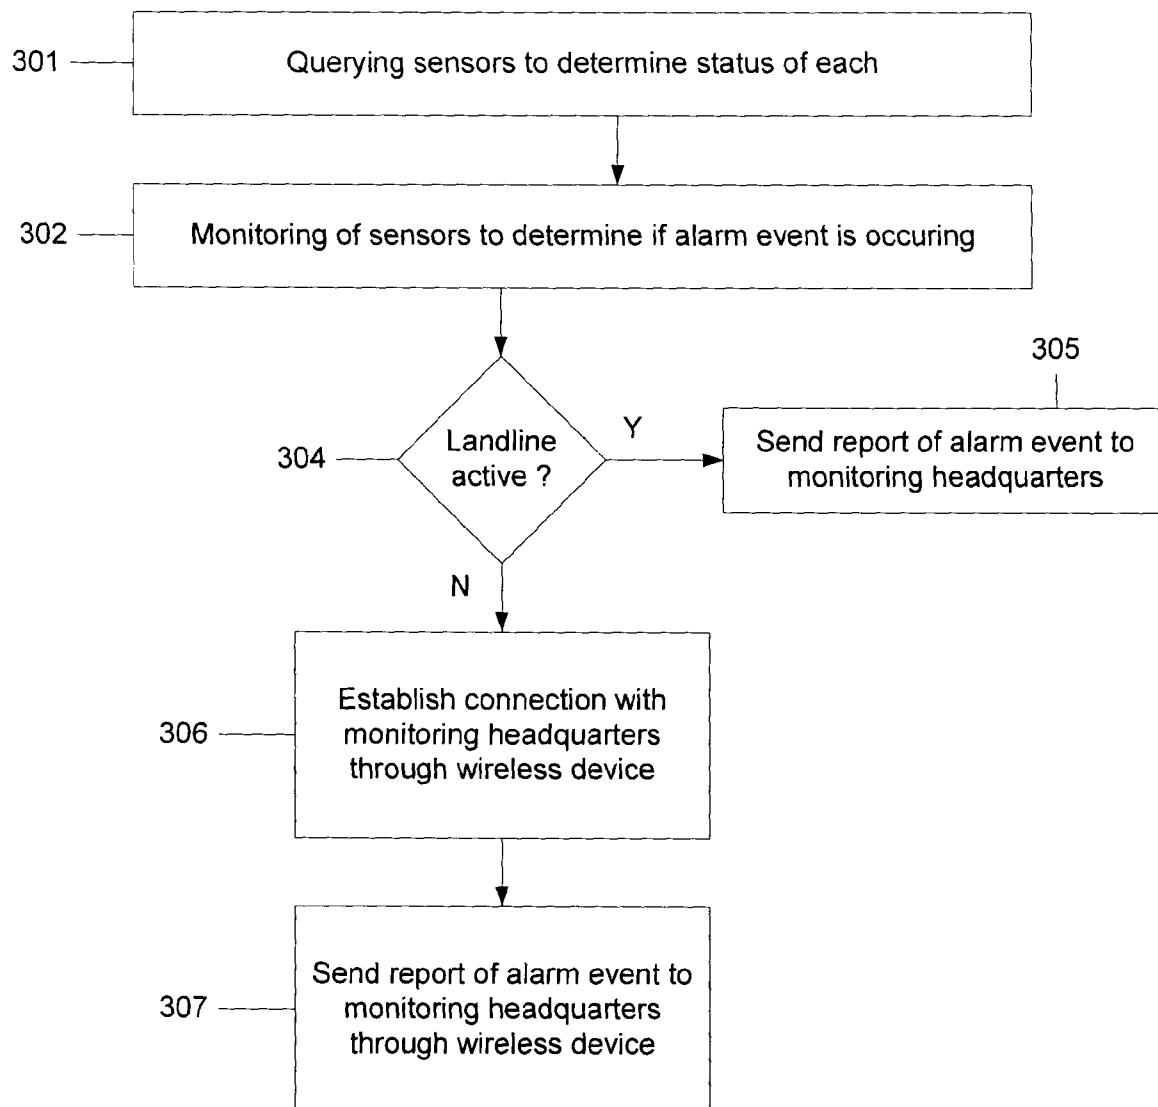 301
Querying sensors to determine status of each
302
Monitoring of sensors to determine if alarm event is occuring
305
304
Landline
active ?
Y
Send report of alarm event to
monitoring headquarters
N
306
Establish connection with
monitoring headquarters
through wireless device
307
Send report of alarm event to
monitoring headquarters
through wireless device